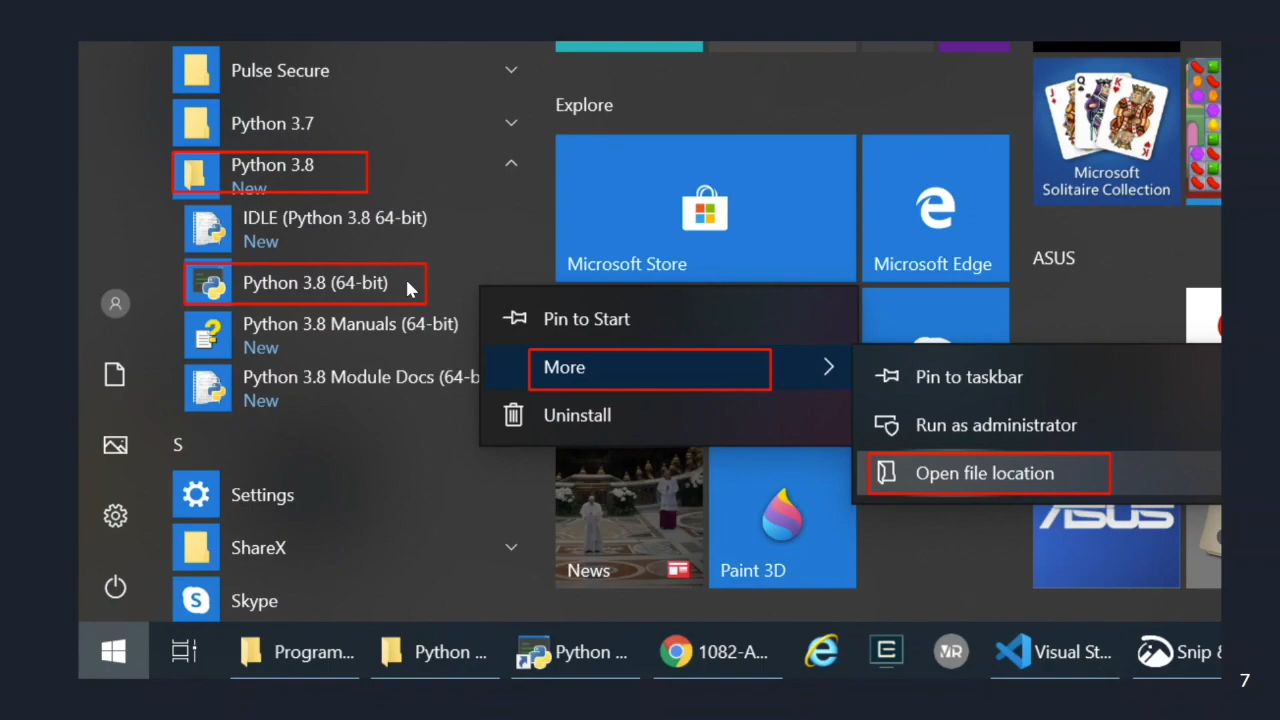 Pulse Secure
Python 3.7
Python 3.8
New
IDLE (Python 3.8 64-bit)
New
Python 3.8 (64-bit)
Python 3.8 Manuals (64-bit)
New
Python 3.8 Module Docs (64-b
New
S
Settings
ShareX
Skype
Explore
Microsoft Store
Microsoft Edge
News
Paint 3D
Microsoft
Solitaire Collection
ASUS
ASUS
Pin to Start
More
Uninstall
Pin to taskbar
Run as administrator
Open file location
Program...
Python ...
Python ...
1082-A...
Visual St...
Snip &
7